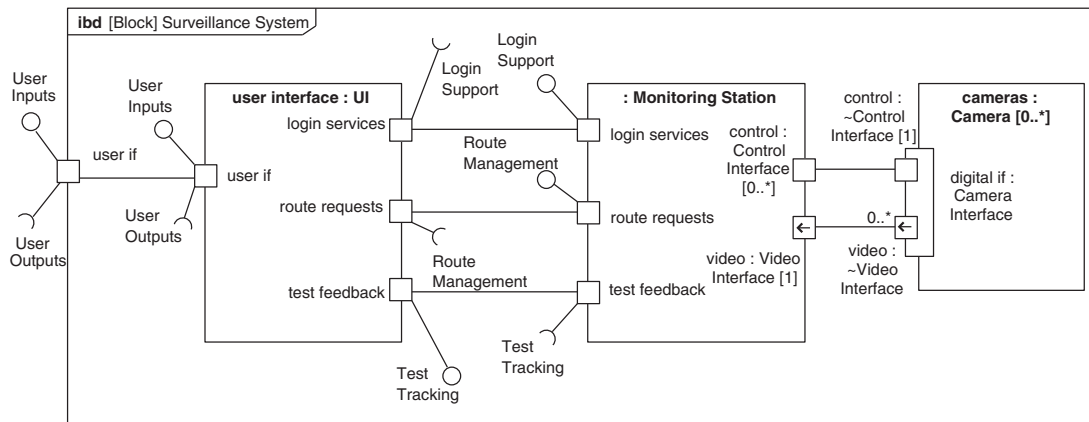 ibd [Block] Surveillance System
User
Inputs
user if
User
Outputs
User
Inputs
user if
User
Outputs
user interface : UI
login services
route requests
test feedback
Login
Support
Login
Support
Route
Management
Route
Management
Test
Tracking
Test
Tracking
: Monitoring Station
login services
route requests
test feedback
control :
Control
Interface
[0..*]
video : Video
Interface [1]
control :
~Control
Interface [1]
0..*
video :
~Video
Interface
cameras :
Camera [0..*]
digital if :
Camera
Interface